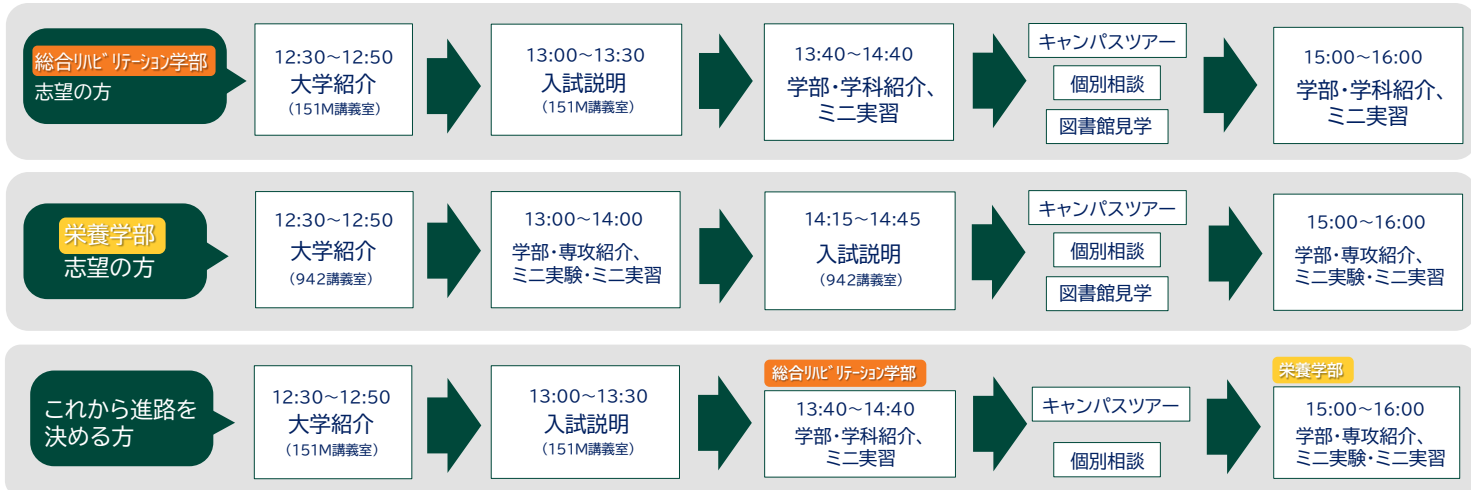 総合ﾘﾊﾋﾞﾘﾃｰｼｮﾝ学部
志望の方
12:30~12:50
大学紹介
(151M講義室)
13:00~13:30
入試説明
(151M講義室)
13:40~14:40
学部・学科紹介、
ミニ実習
キャンパスツアー
個別相談
図書館見学
15:00~16:00
学部・学科紹介、
ミニ実習
栄養学部
志望の方
12:30~12:50
大学紹介
(942講義室)
13:00~14:00
学部・専攻紹介、
ミニ実験・ミニ実習
14:15~14:45
入試説明
(942講義室)
キャンパスツアー
個別相談
図書館見学
15:00~16:00
学部・専攻紹介、
ミニ実験・ミニ実習
これから進路を
決める方
12:30~12:50
大学紹介
(151M講義室)
13:00~13:30
入試説明
(151M講義室)
総合ﾘﾊﾋﾞﾘﾃｰｼｮﾝ学部
13:40~14:40
学部・学科紹介、
ミニ実習
キャンパスツアー
個別相談
栄養学部
15:00~16:00
学部・専攻紹介、
ミニ実験・ミニ実習